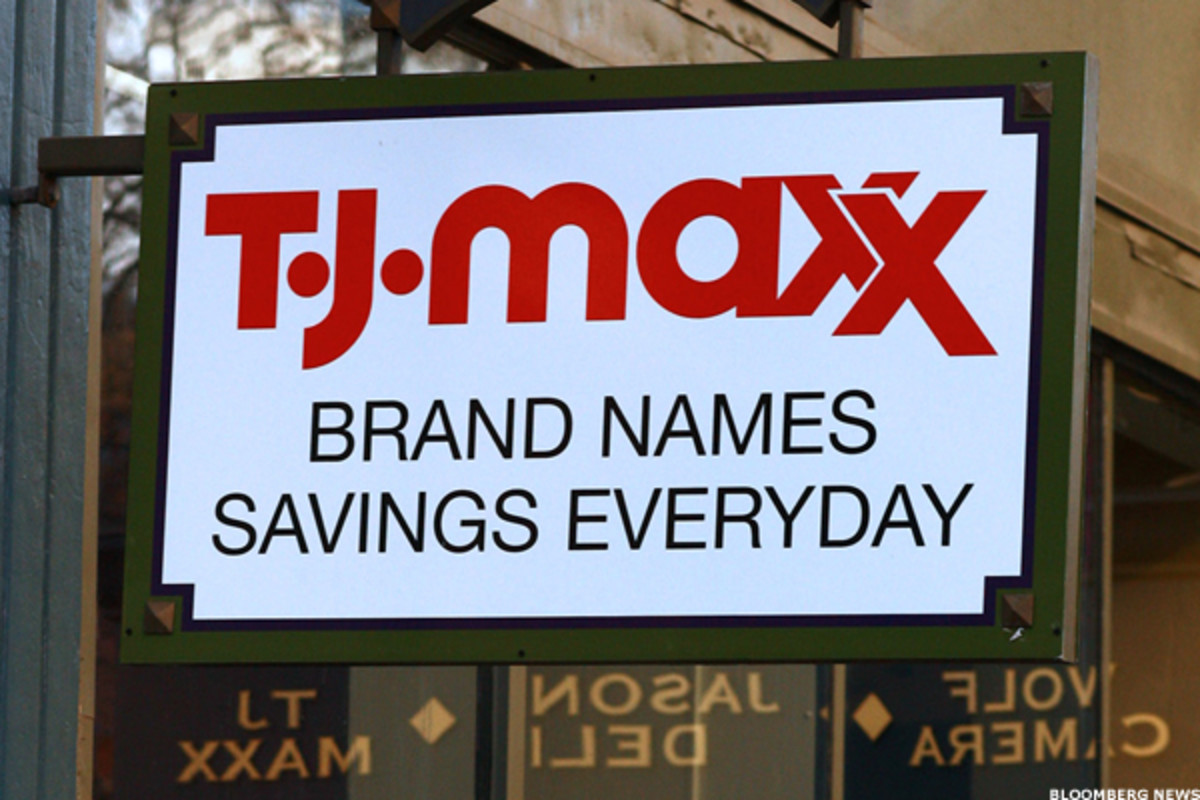 T·J·maxx
BRAND NAMES
SAVINGS EVERYDAY
TJ
MAXX
JASON
DELI
WOLF
CAMERA
BLOOMBERG NEWS